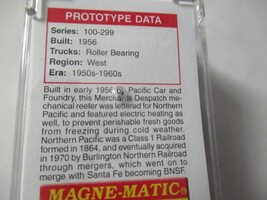 PROTOTYPE DATA
Series: 100-299
Built: 1956
Trucks: Roller Bearing
Region: West
Era: 1950s-1960s
Built in early 1956 by Pacific Car and
Foundry, this Merchants Despatch me-
chanical reefer was lettered for Northern
Pacific and featured electric heating as
well, to prevent perishable fresh goods
from freezing during cold weather.
Northern Pacific was a Class 1 Railroad
formed in 1864, and eventually acquired
in 1970 by Burlington Northern Railroad
through mergers, which went on to
merge with Santa Fe becoming BNSF.
MAGNE-MATIC®